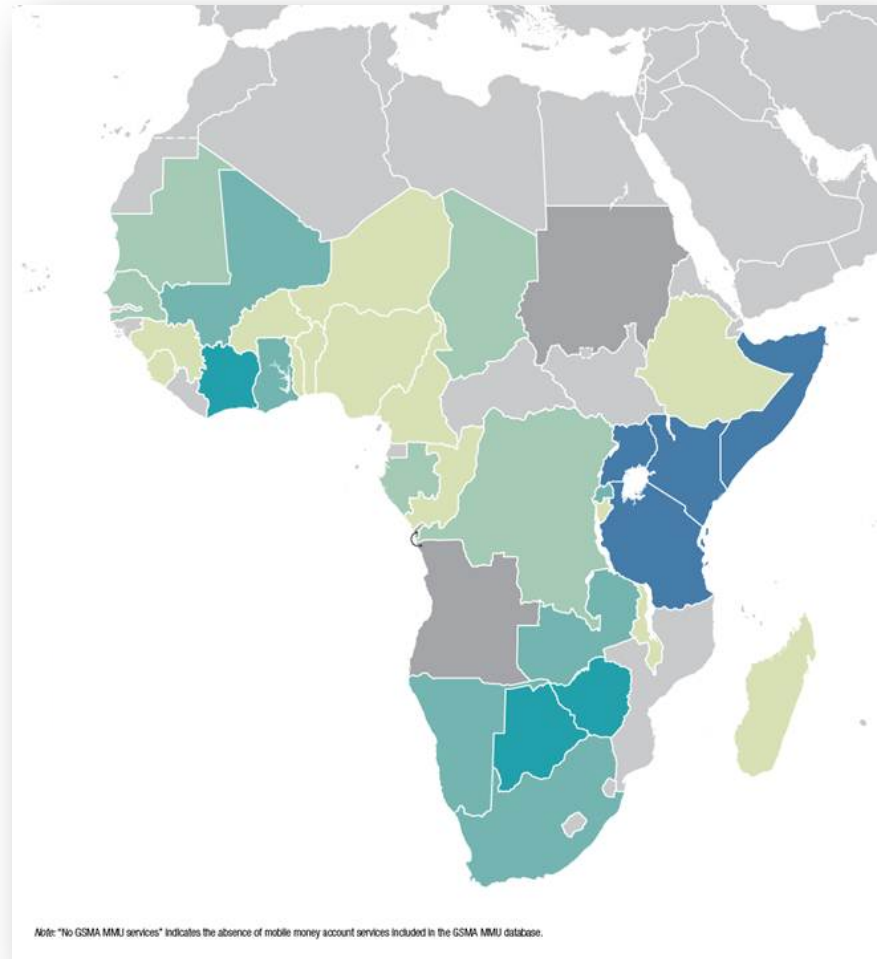 Note: "No GSMA MMU services" indicates the absence of mobile money account services included in the GSMA MMU database.